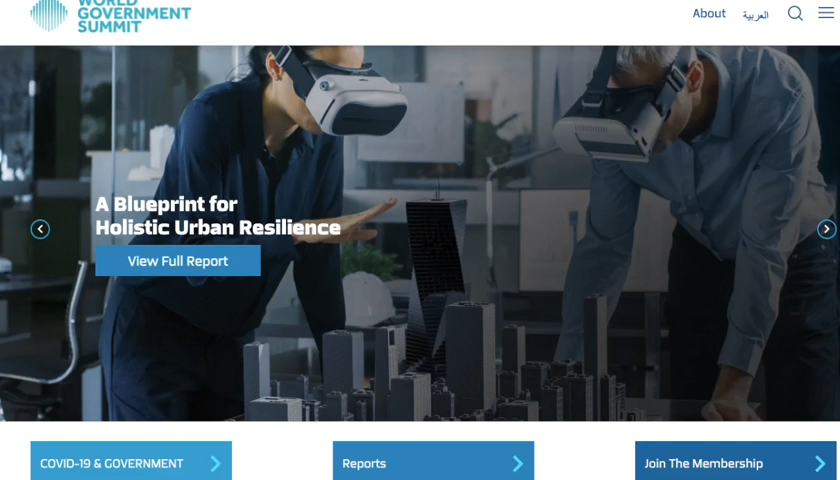 WORLD
GOVERNMENT
SUMMIT
About
العربية
A Blueprint for
Holistic Urban Resilience
View Full Report
COVID-19 & GOVERNMENT
Reports
Join The Membership